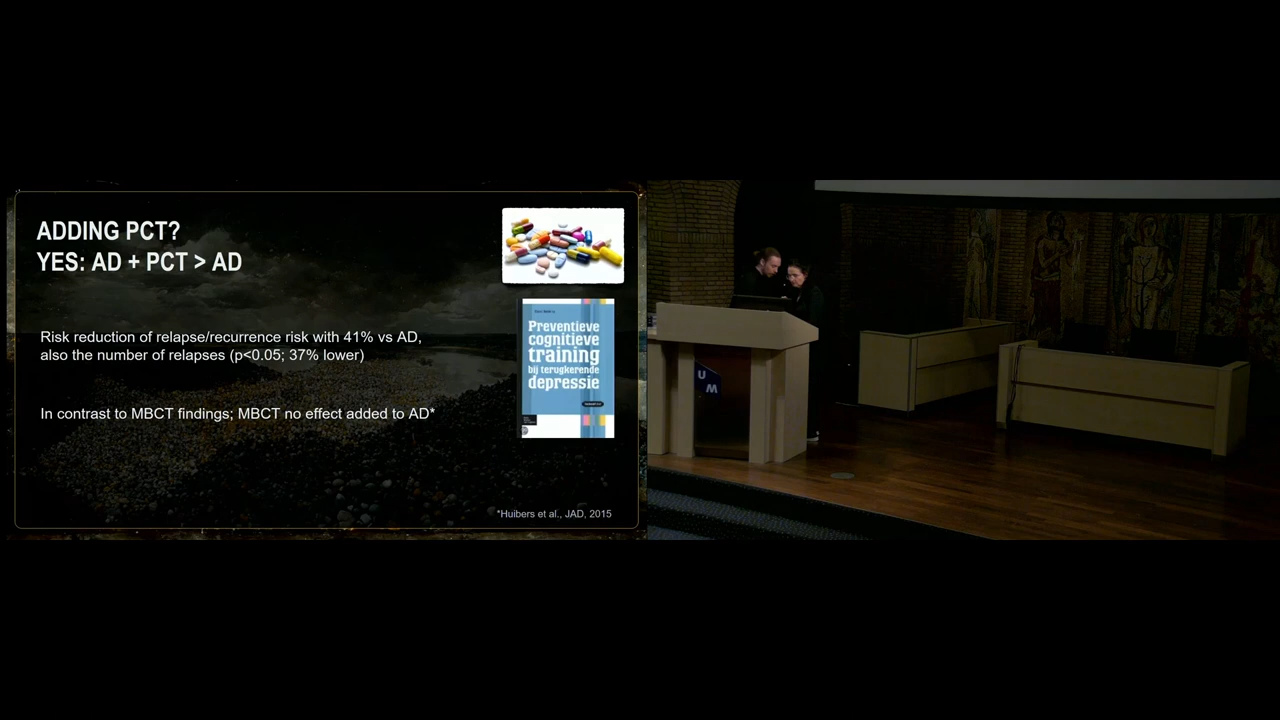 ADDING PCT?
YES: AD + PCT > AD
Risk reduction of relapse/recurrence risk with 41% vs AD,
also the number of relapses (p<0.05; 37% lower)
In contrast to MBCT findings; MBCT no effect added to AD*
Preventieve
cognitieve
training
bij terugkerende
depressie
*Huibers et al., JAD, 2015
U
M